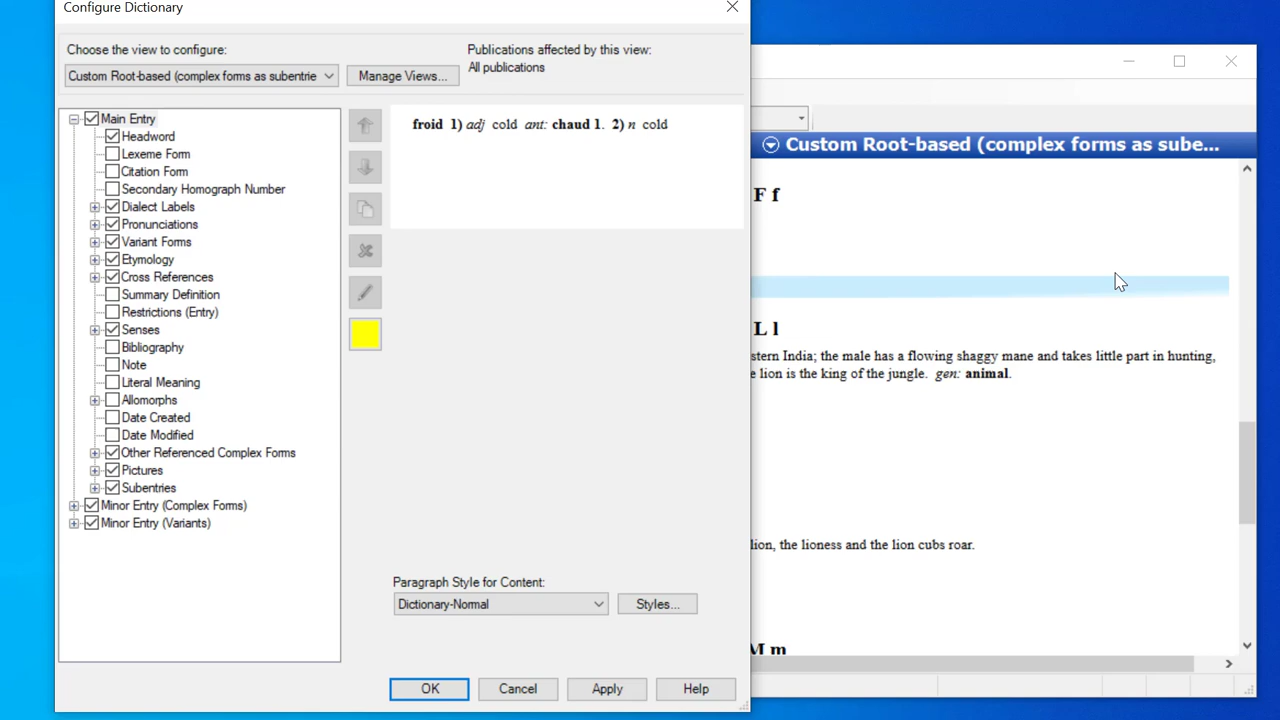 Configure Dictionary
Choose the view to configure:
Publications affected by this view:
Custom Root-based (complex forms as subentrie
Manage Views...
All publications
Main Entry
Headword
Lexeme Form
Citation Form
Secondary Homograph Number
Dialect Labels
Pronunciations
Variant Forms
Etymology
Cross References
Summary Definition
Restrictions (Entry)
Senses
Bibliography
Note
Literal Meaning
Allomorphs
Date Created
Date Modified
Other Referenced Complex Forms
Pictures
Subentries
Minor Entry (Complex Forms)
Minor Entry (Variants)
froid 1) adj cold ant: chaud 1. 2) n cold
Paragraph Style for Content:
Dictionary-Normal
Styles...
OK
Cancel
Apply
Help
Custom Root-based (complex forms as sube...
F f
L l
stern India; the male has a flowing shaggy mane and takes little part in hunting,
e lion is the king of the jungle. gen: animal.
lion, the lioness and the lion cubs roar.
M m